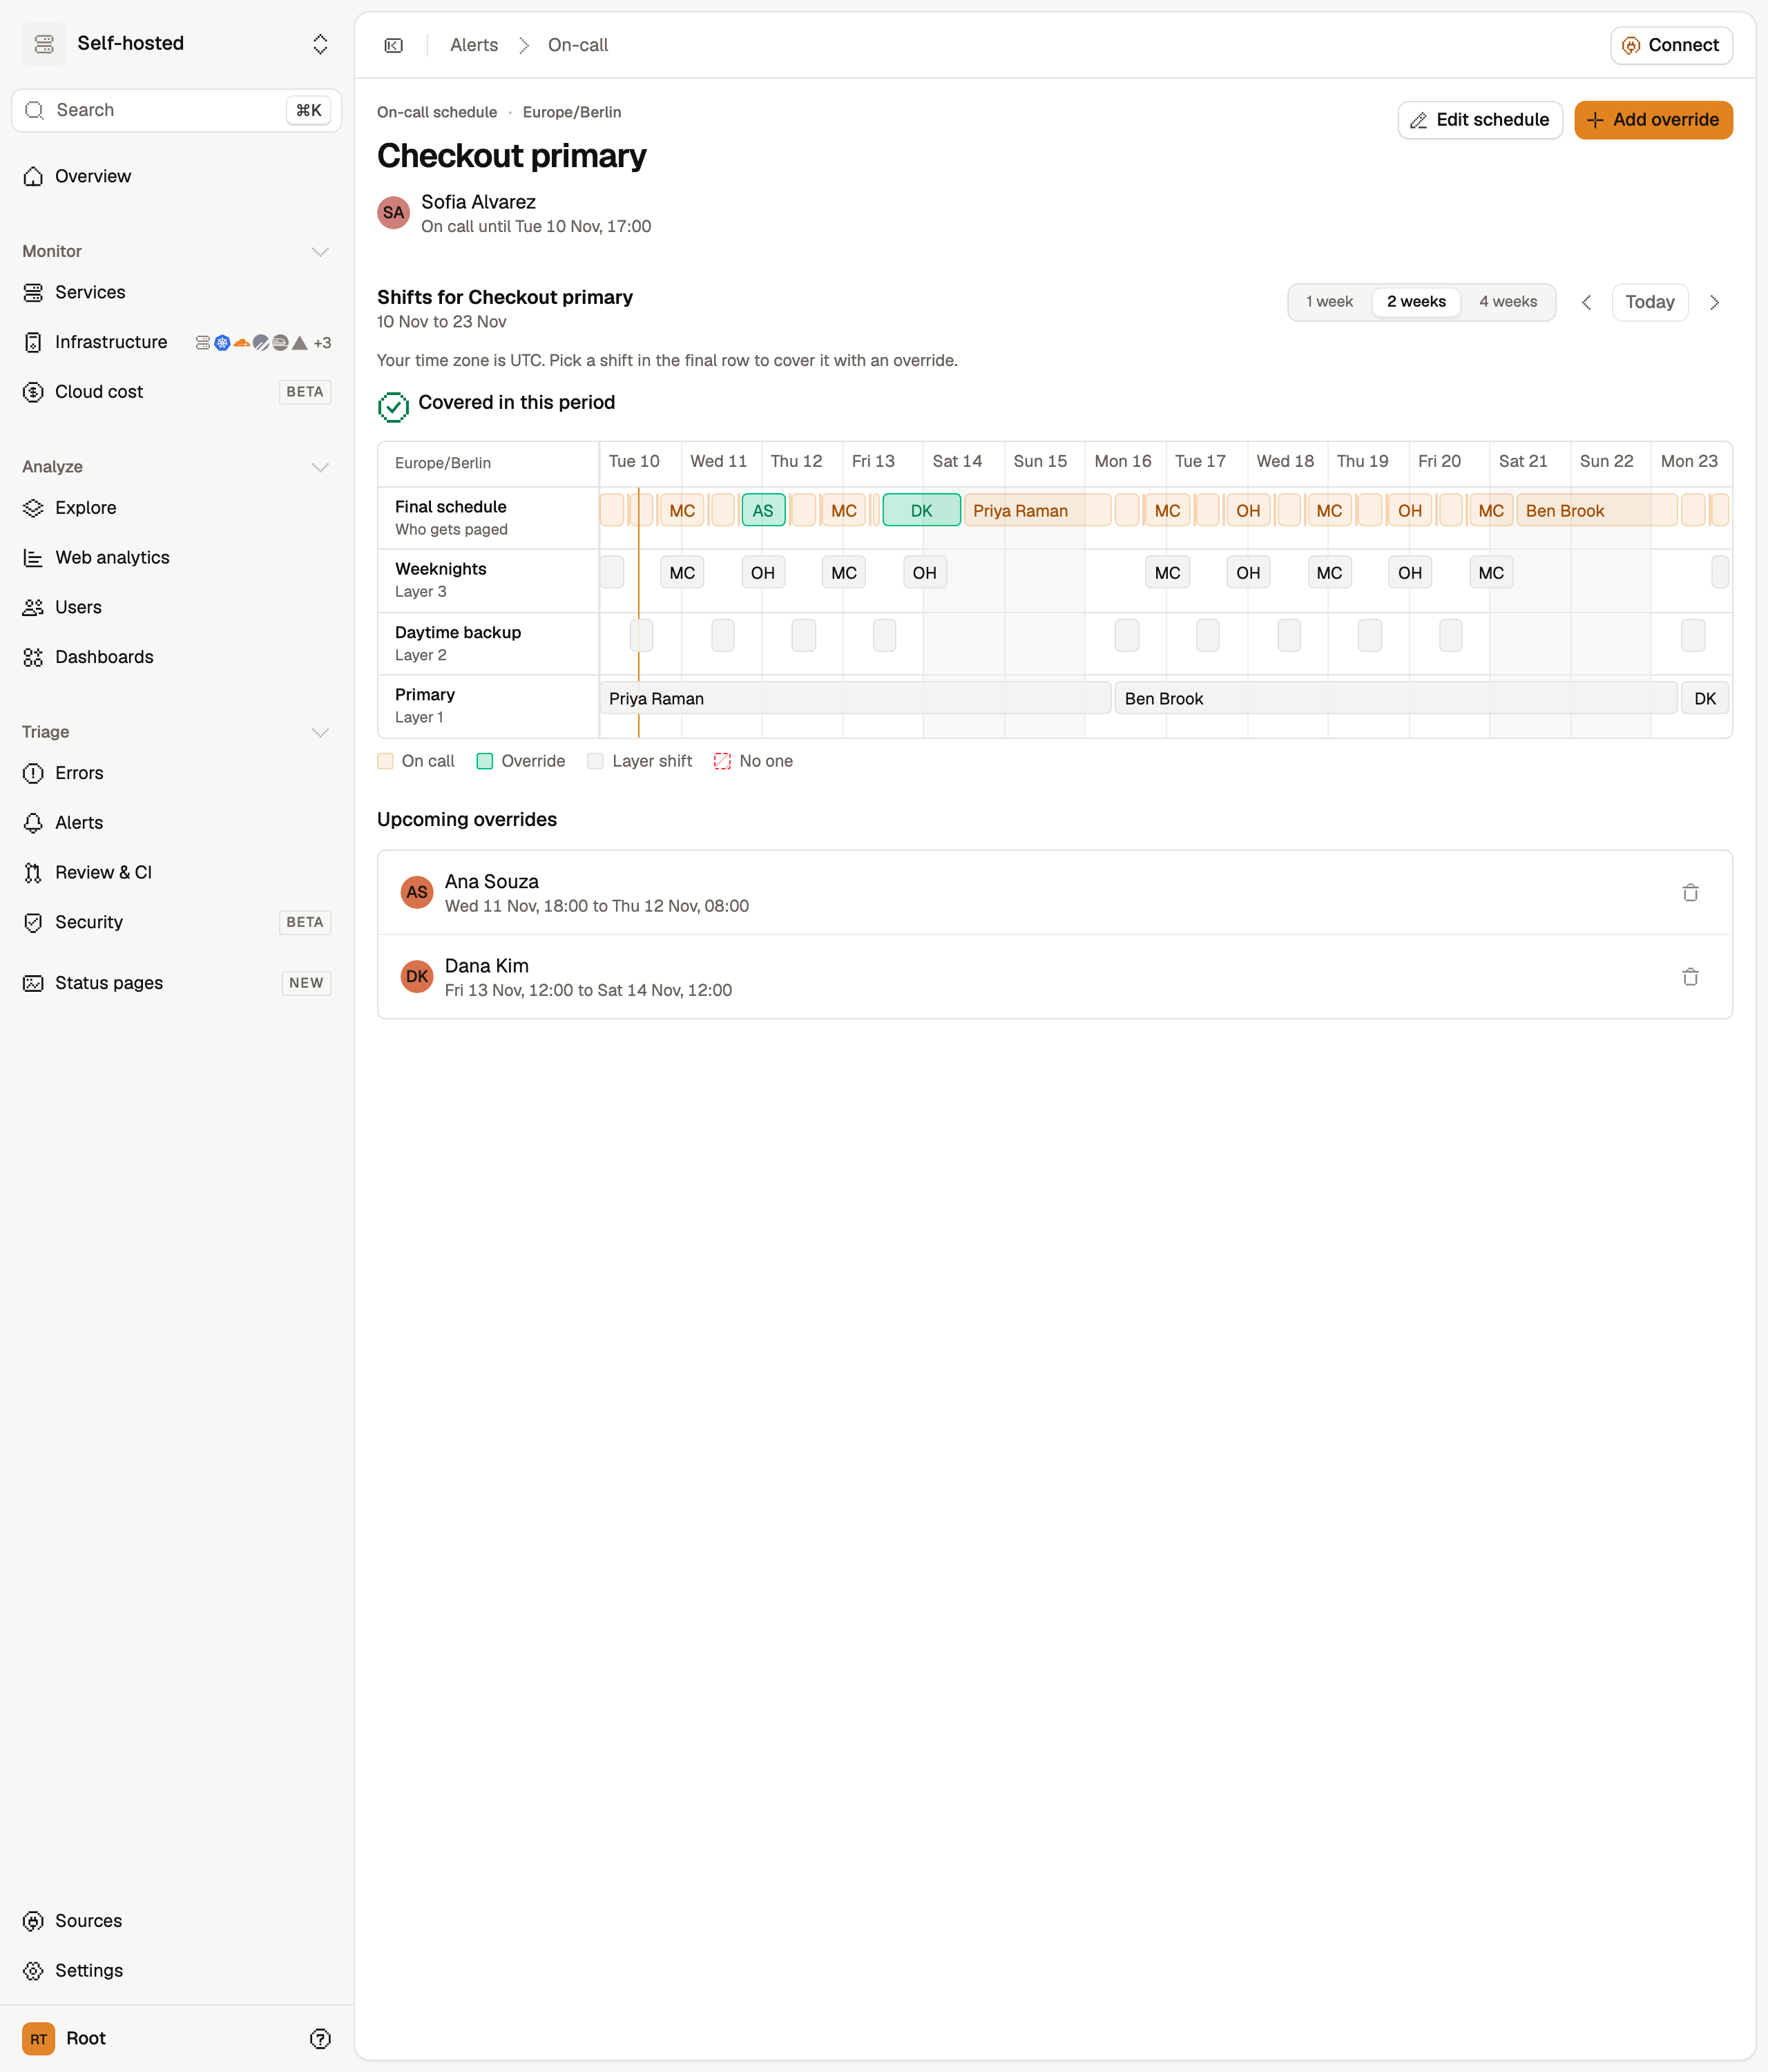 Self-hosted
Search
⌘K
Overview
Monitor
Services
Infrastructure
+3
Cloud cost
BETA
Analyze
Explore
Web analytics
Users
Dashboards
Triage
Errors
Alerts
Review & CI
Security
BETA
Status pages
NEW
Sources
Settings
RT
Root
Alerts
On-call
Connect
On-call schedule · Europe/Berlin
Edit schedule
Add override
Checkout primary
SA
Sofia Alvarez
On call until Tue 10 Nov, 17:00
Shifts for Checkout primary
10 Nov to 23 Nov
1 week
2 weeks
4 weeks
Today
Your time zone is UTC. Pick a shift in the final row to cover it with an override.
Covered in this period
Europe/Berlin
Tue 10
Wed 11
Thu 12
Fri 13
Sat 14
Sun 15
Mon 16
Tue 17
Wed 18
Thu 19
Fri 20
Sat 21
Sun 22
Mon 23
Final schedule
Who gets paged
MC
AS
MC
DK
Priya Raman
MC
OH
MC
OH
MC
Ben Brook
Weeknights
Layer 3
MC
OH
MC
OH
MC
OH
MC
OH
MC
Daytime backup
Layer 2
Primary
Layer 1
Priya Raman
Ben Brook
DK
On call
Override
Layer shift
No one
Upcoming overrides
AS
Ana Souza
Wed 11 Nov, 18:00 to Thu 12 Nov, 08:00
DK
Dana Kim
Fri 13 Nov, 12:00 to Sat 14 Nov, 12:00